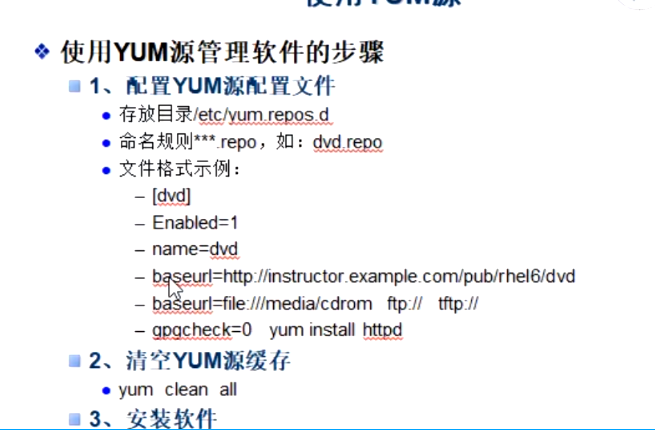 使用YUM源
使用YUM源管理软件的步骤
1、配置YUM源配置文件
存放目录/etc/yum.repos.d
命名规则***.repo，如：dvd.repo
文件格式示例：
– [dvd]
– Enabled=1
– name=dvd
– baseurl=http://instructor.example.com/pub/rhel6/dvd
– baseurl=file:///media/cdrom ftp:// tftp://
– gpgcheck=0 yum install httpd
2、清空YUM源缓存
yum clean all
3、安装软件